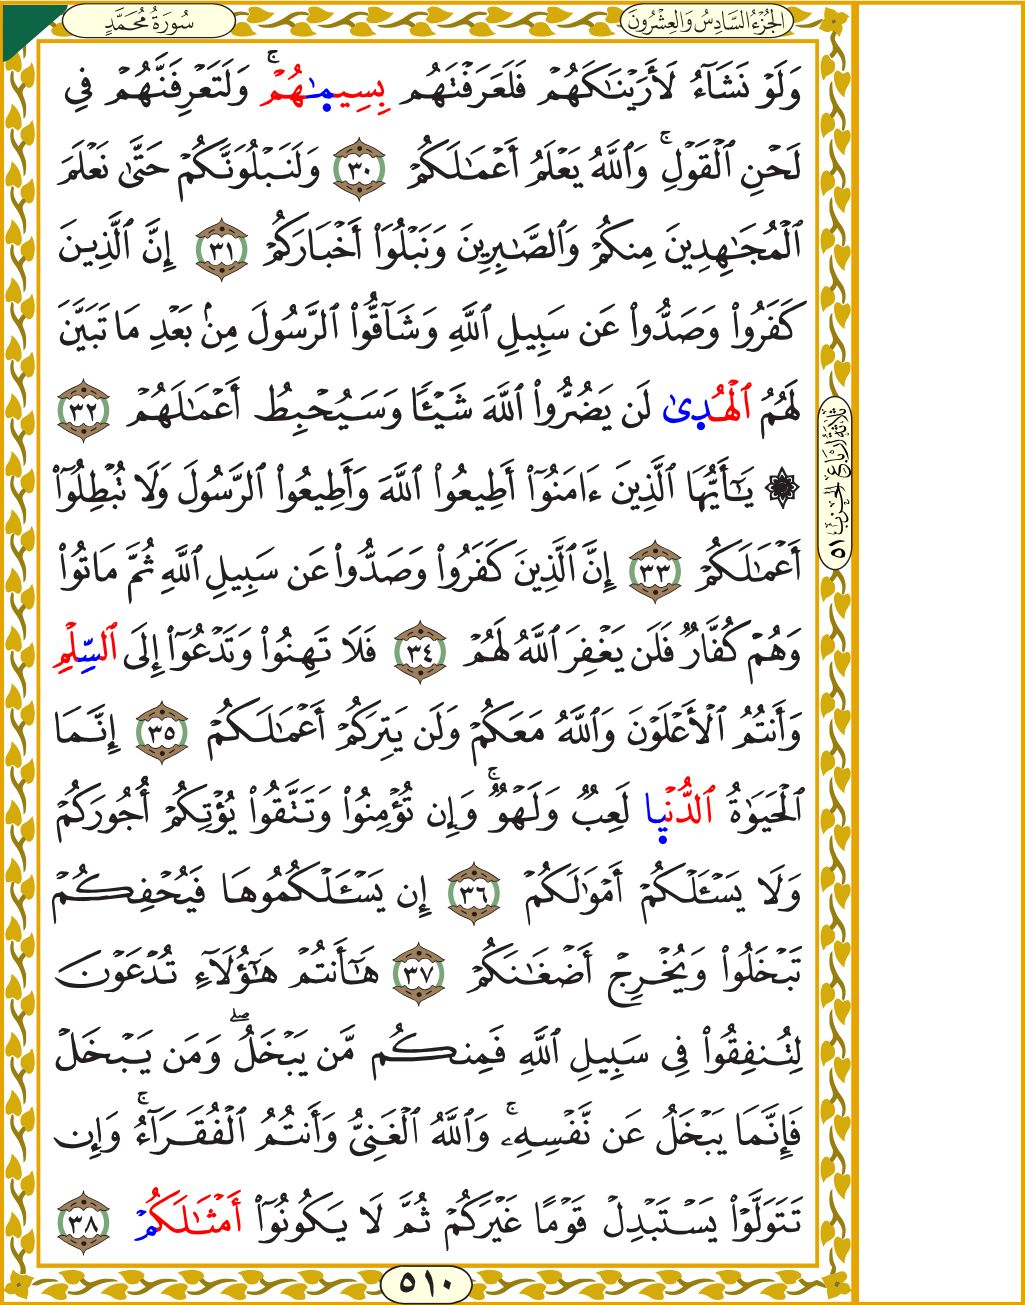 سُورَةُ مُحَمَّدٍ
الجُزْءُ السَّادِسُ وَالعِشْرُونَ
وَلَوْ نَشَآءُ لَأَرَيْنَٰكَهُمْ فَلَعَرَفْتَهُم بِسِيمَٰهُمْۚ وَلَتَعْرِفَنَّهُمْ فِى
لَحْنِ ٱلْقَوْلِۚ وَٱللَّهُ يَعْلَمُ أَعْمَٰلَكُمْ ٣٠ وَلَنَبْلُوَنَّكُمْ حَتَّىٰ نَعْلَمَ
ٱلْمُجَٰهِدِينَ مِنكُمْ وَٱلصَّٰبِرِينَ وَنَبْلُوَا۟ أَخْبَارَكُمْ ٣١ إِنَّ ٱلَّذِينَ
كَفَرُوا۟ وَصَدُّوا۟ عَن سَبِيلِ ٱللَّهِ وَشَآقُّوا۟ ٱلرَّسُولَ مِنۢ بَعْدِ مَا تَبَيَّنَ
لَهُمُ ٱلْهُدِىٰ لَن يَضُرُّوا۟ ٱللَّهَ شَيْـًٔا وَسَيُحْبِطُ أَعْمَٰلَهُمْ ٣٢
۞ يَٰٓأَيُّهَا ٱلَّذِينَ ءَامَنُوٓا۟ أَطِيعُوا۟ ٱللَّهَ وَأَطِيعُوا۟ ٱلرَّسُولَ وَلَا تُبْطِلُوٓا۟
أَعْمَٰلَكُمْ ٣٣ إِنَّ ٱلَّذِينَ كَفَرُوا۟ وَصَدُّوا۟ عَن سَبِيلِ ٱللَّهِ ثُمَّ مَاتُوا۟
وَهُمْ كُفَّارٌ فَلَن يَغْفِرَ ٱللَّهُ لَهُمْ ٣٤ فَلَا تَهِنُوا۟ وَتَدْعُوٓا۟ إِلَى ٱلسِّلْمِ
وَأَنتُمُ ٱلْأَعْلَوْنَ وَٱللَّهُ مَعَكُمْ وَلَن يَتِرَكُمْ أَعْمَٰلَكُمْ ٣٥ إِنَّمَا
ٱلْحَيَوٰةُ ٱلدُّنْيِا لَعِبٌ وَلَهْوٌۚ وَإِن تُؤْمِنُوا۟ وَتَتَّقُوا۟ يُؤْتِكُمْ أُجُورَكُمْ
وَلَا يَسْـَٔلْكُمْ أَمْوَٰلَكُمْ ٣٦ إِن يَسْـَٔلْكُمُوهَا فَيُحْفِكُمْ
تَبْخَلُوا۟ وَيُخْرِجْ أَضْغَٰنَكُمْ ٣٧ هَٰٓأَنتُمْ هَٰٓؤُلَآءِ تُدْعَوْنَ
لِتُنفِقُوا۟ فِى سَبِيلِ ٱللَّهِ فَمِنكُم مَّن يَبْخَلُۖ وَمَن يَبْخَلْ
فَإِنَّمَا يَبْخَلُ عَن نَّفْسِهِۦۚ وَٱللَّهُ ٱلْغَنِىُّ وَأَنتُمُ ٱلْفُقَرَآءُۚ وَإِن
تَتَوَلَّوْا۟ يَسْتَبْدِلْ قَوْمًا غَيْرَكُمْ ثُمَّ لَا يَكُونُوٓا۟ أَمْثَٰلَكُمْ ٣٨
ثلاثة أرباع الحزب ٥١
٥١٠